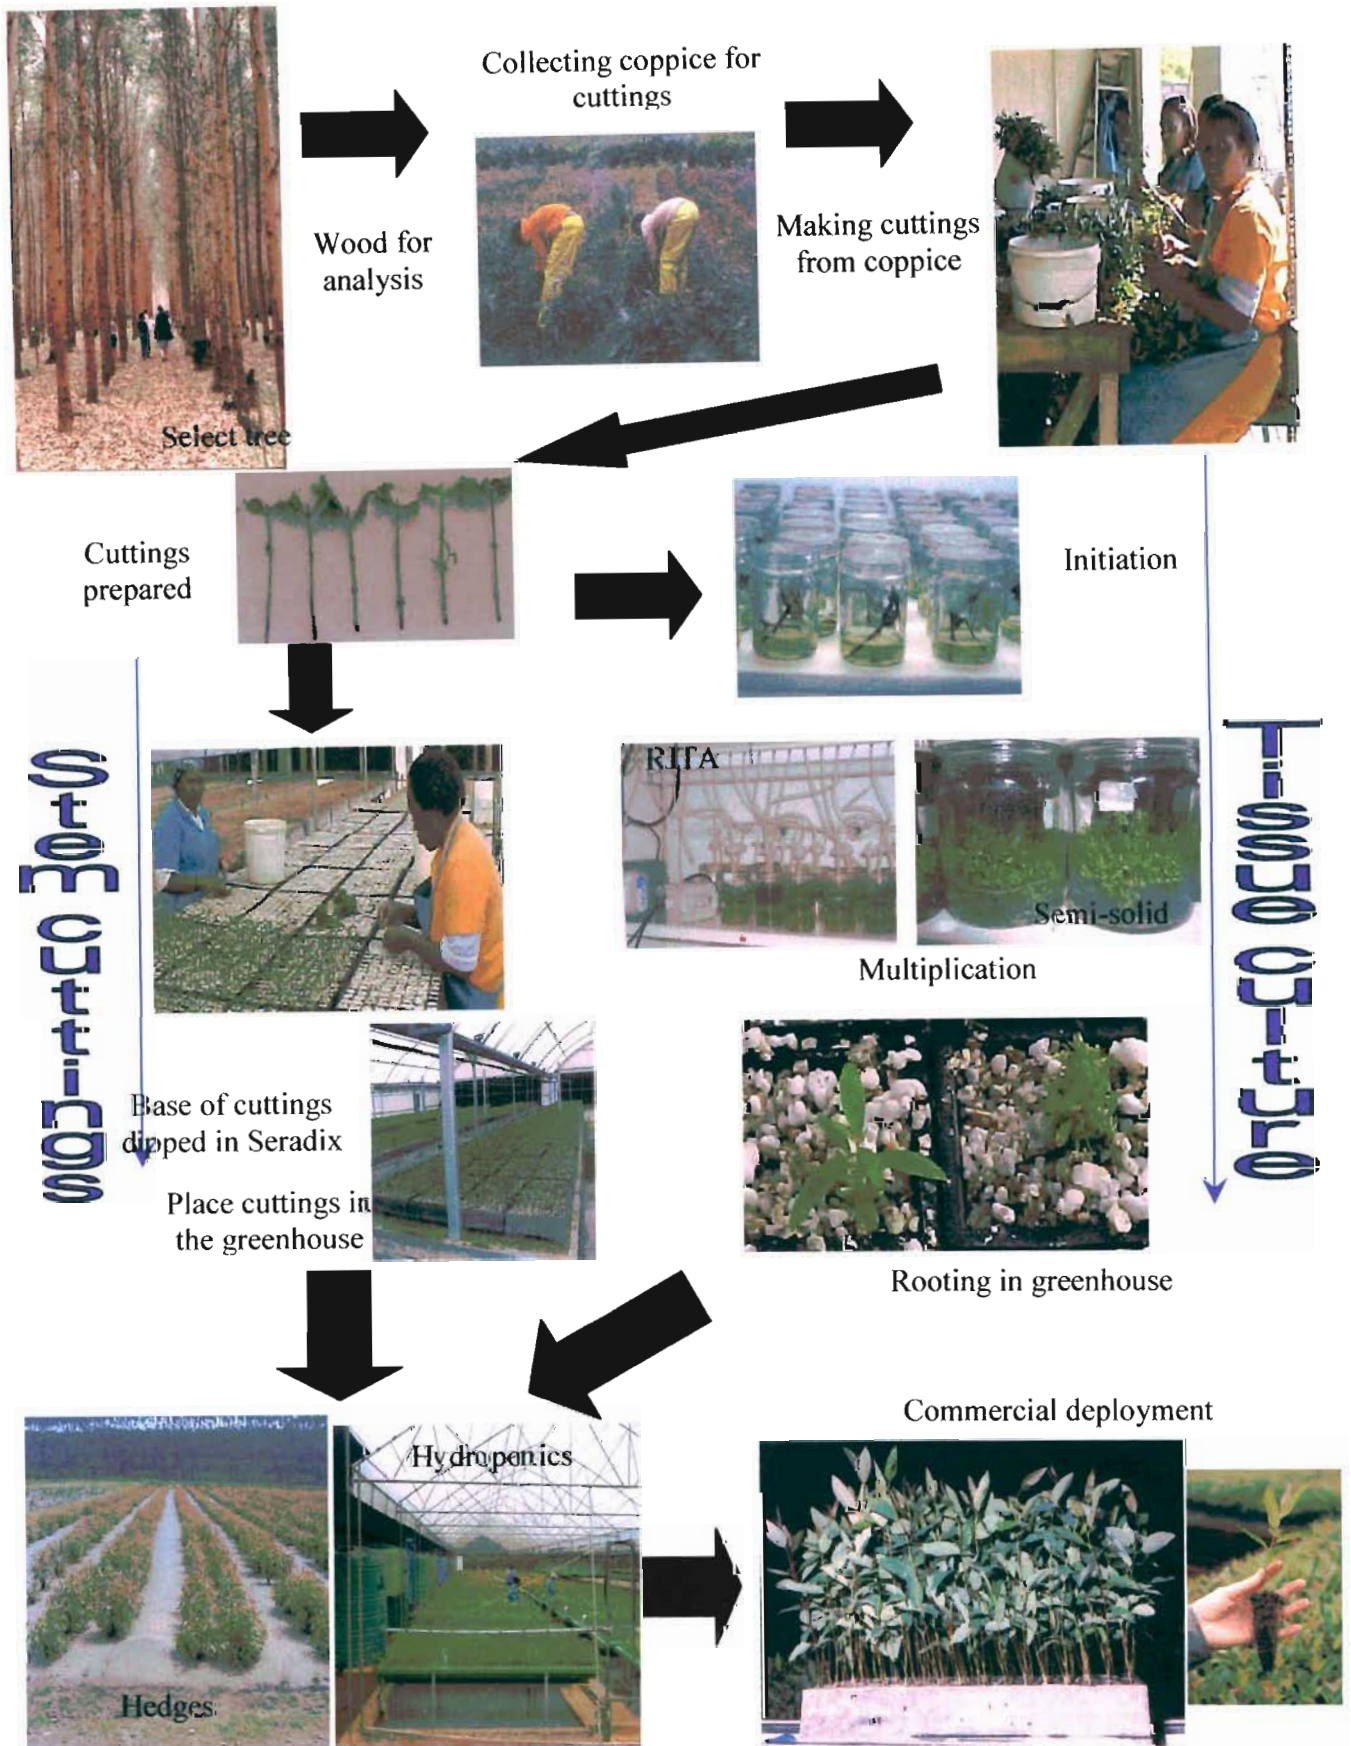 Collecting coppice for
cuttings
Wood for
analysis
Making cuttings
from coppice
Select tree
Cuttings
prepared
Initiation
Stem cuttings
Tissue culture
RITA
Semi-solid
Multiplication
Base of cuttings
dipped in Seradix
Place cuttings in
the greenhouse
Rooting in greenhouse
Commercial deployment
Hydroponics
Hedges